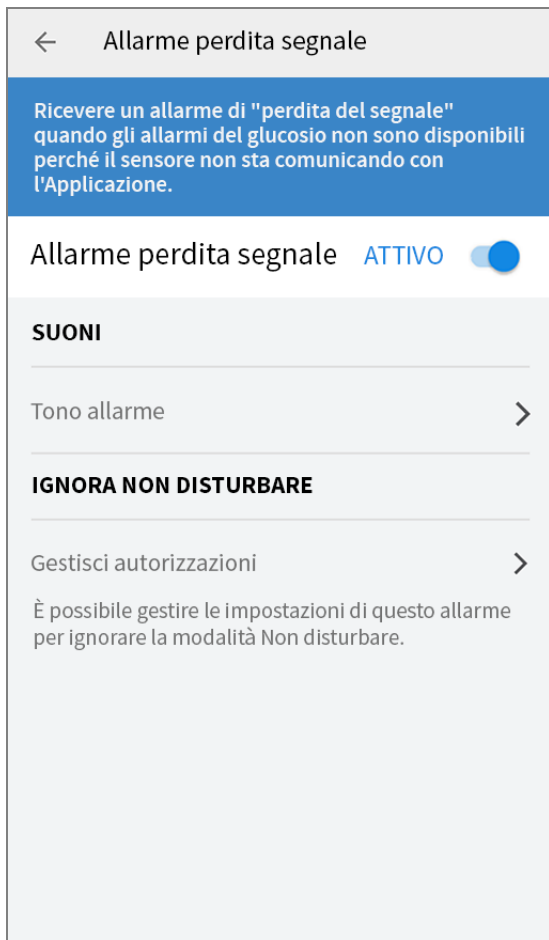 Allarme perdita segnale
Ricevere un allarme di "perdita del segnale"
quando gli allarmi del glucosio non sono disponibili
perché il sensore non sta comunicando con
l'Applicazione.
Allarme perdita segnale ATTIVO
SUONI
Tono allarme
IGNORA NON DISTURBARE
Gestisci autorizzazioni
È possibile gestire le impostazioni di questo allarme
per ignorare la modalità Non disturbare.